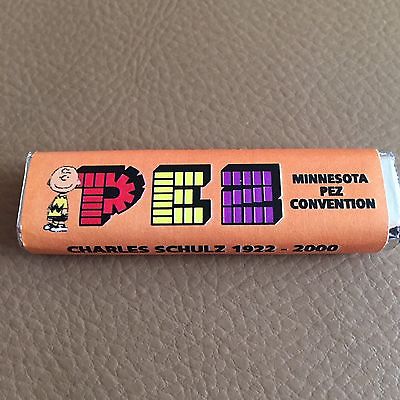 PEZ
MINNESOTA
PEZ
CONVENTION
CHARLES SCHULZ 1922 - 2000